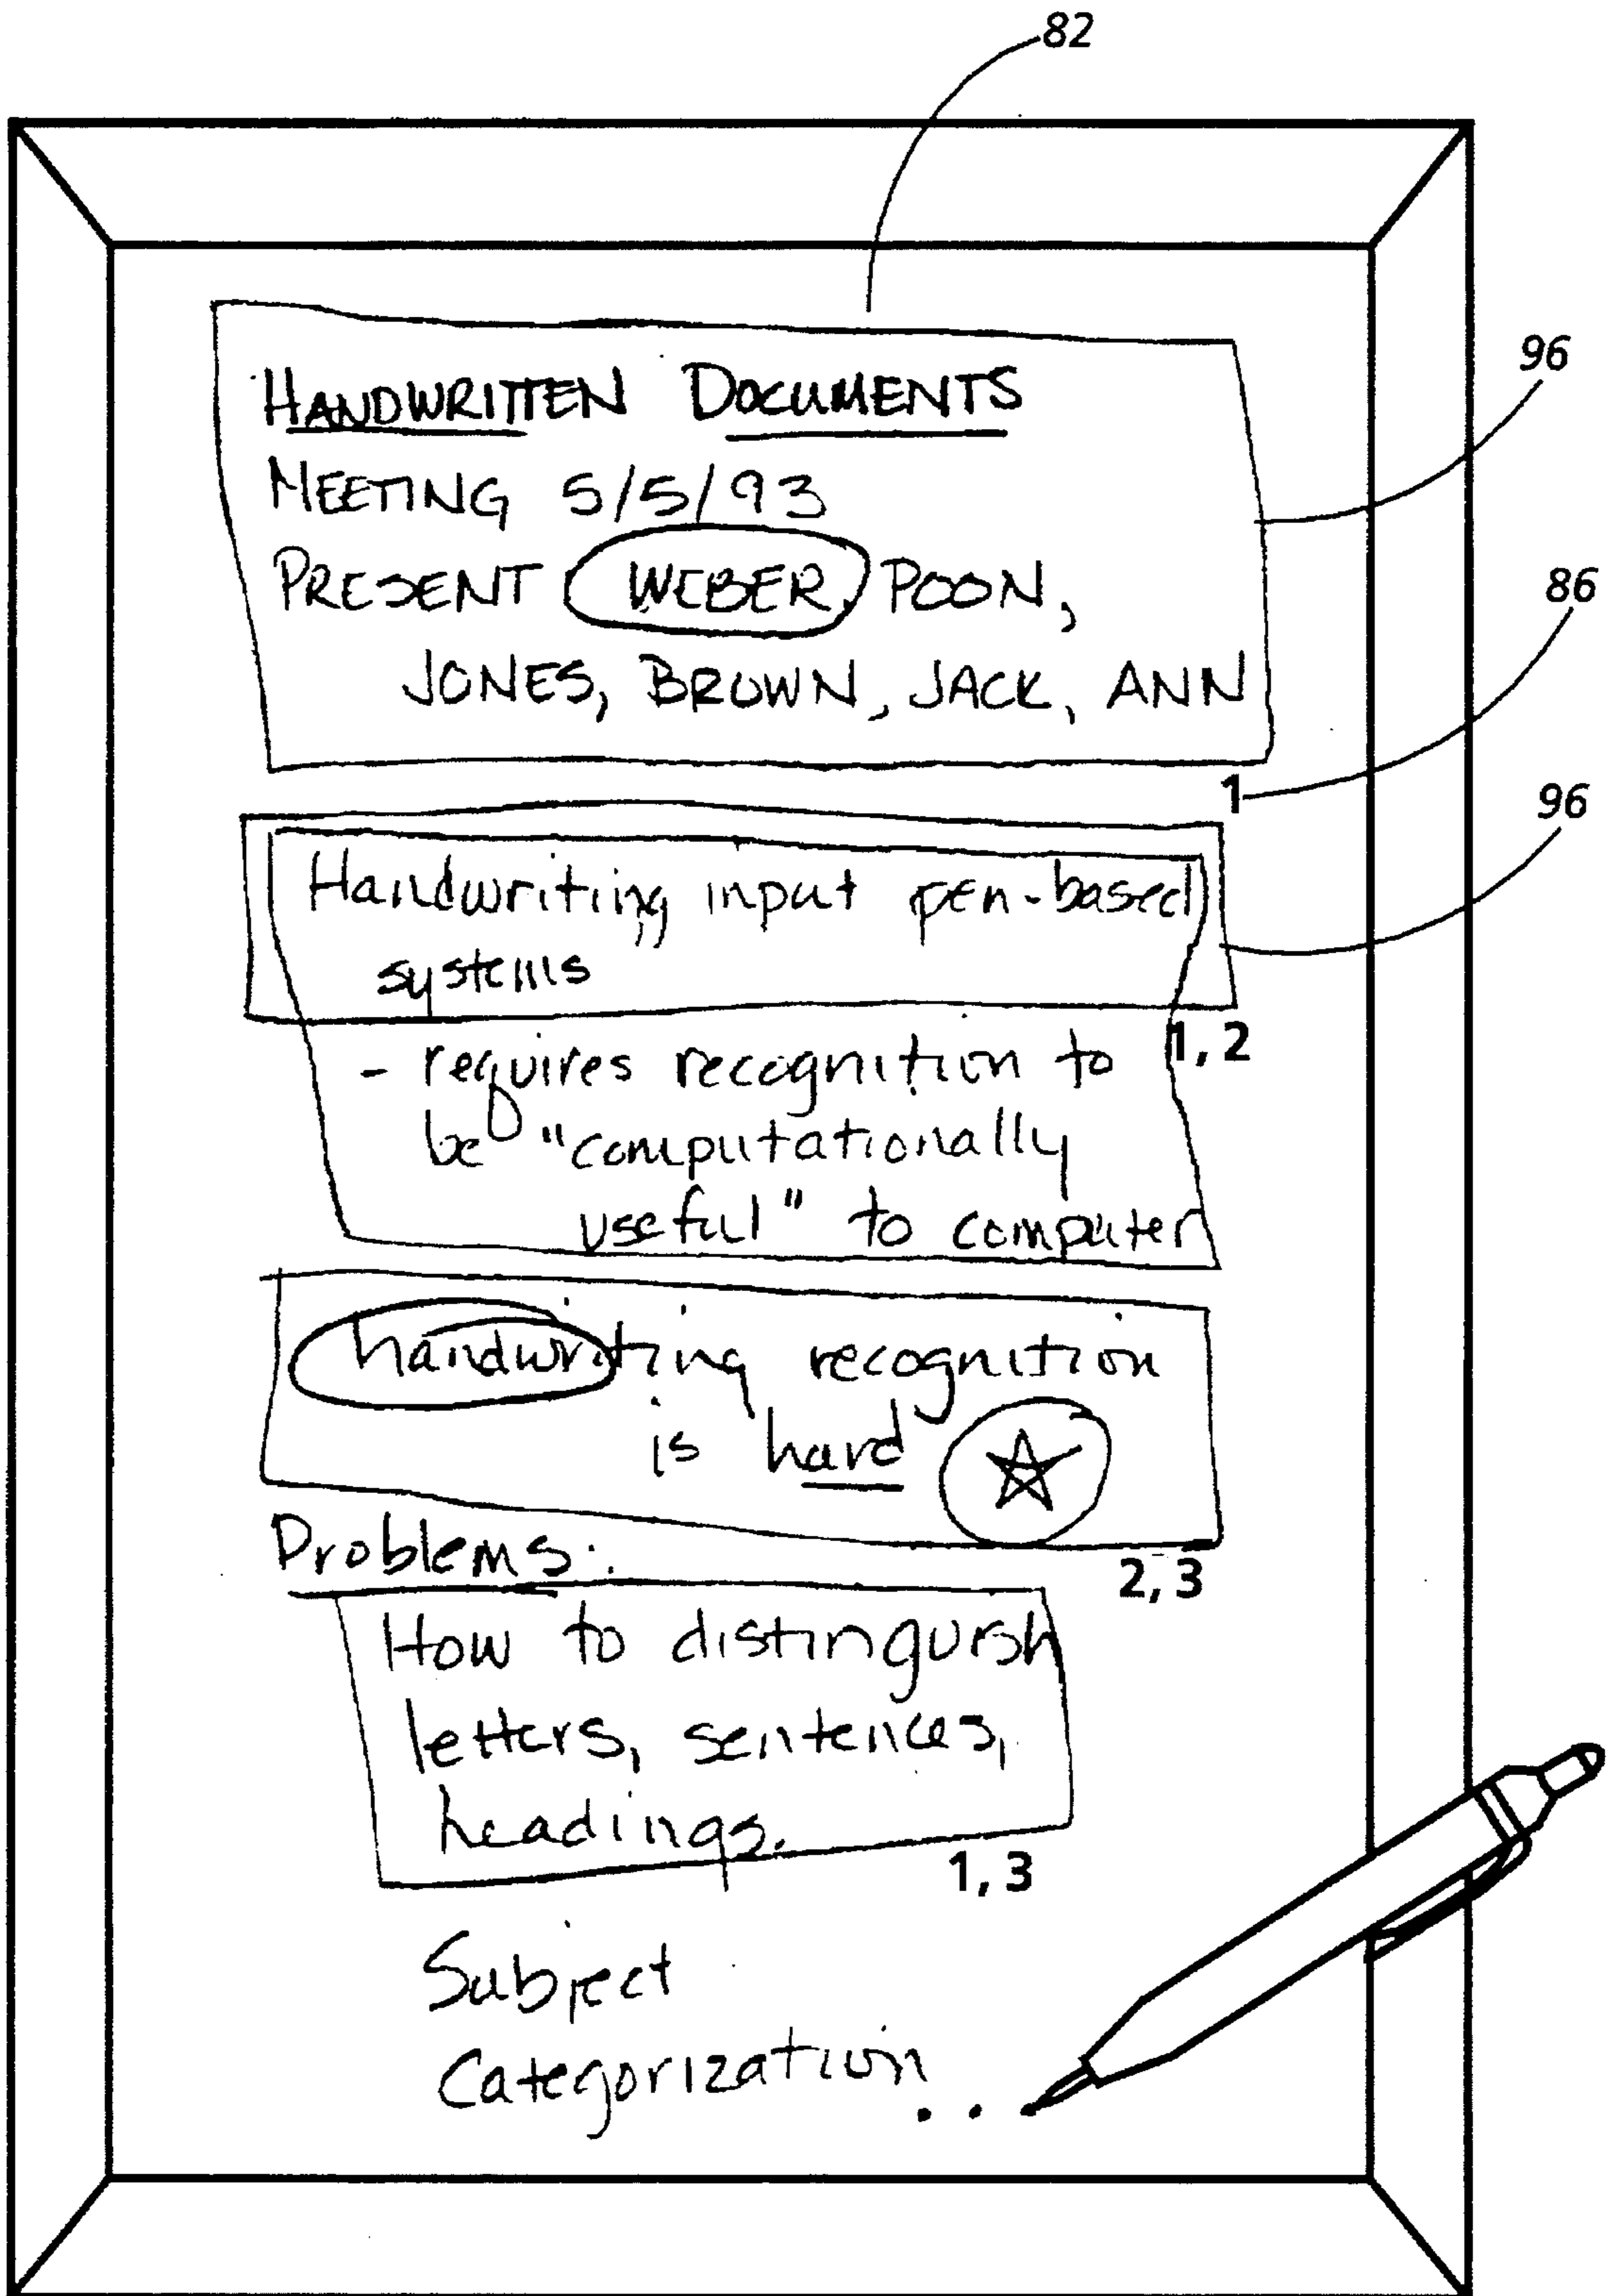 82
HANDWRITTEN DOCUMENTS
96
MEETING 5/5/93
PRESENT WEBER, POON,
86
JONES, BROWN, JACK, ANN
1
96
Handwriting input pen-based
systems
1, 2
- requires recognition to
be "computationally
useful" to computer
handwriting recognition
is hard
Problems:
2, 3
How to distinguish
letters, sentences,
headings.
1, 3
Subject
Categorization...